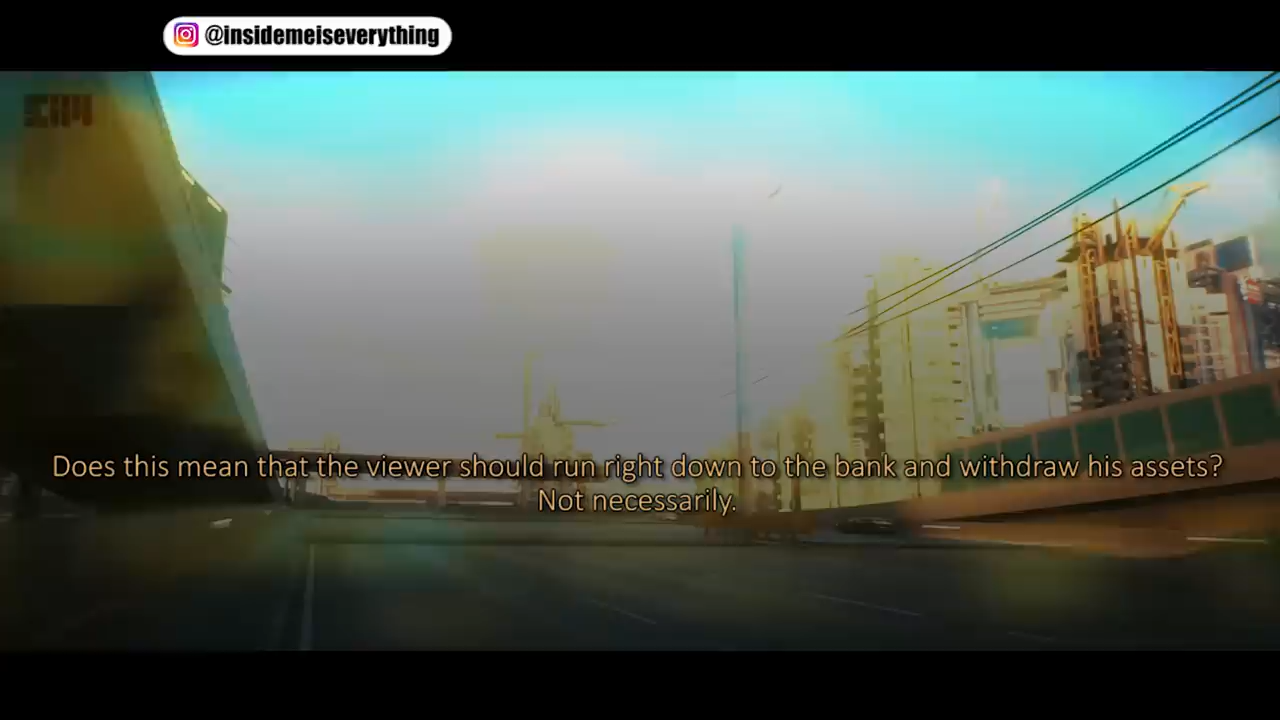 @insidemeiseverything
Does this mean that the viewer should run right down to the bank and withdraw his assets?
Not necessarily.